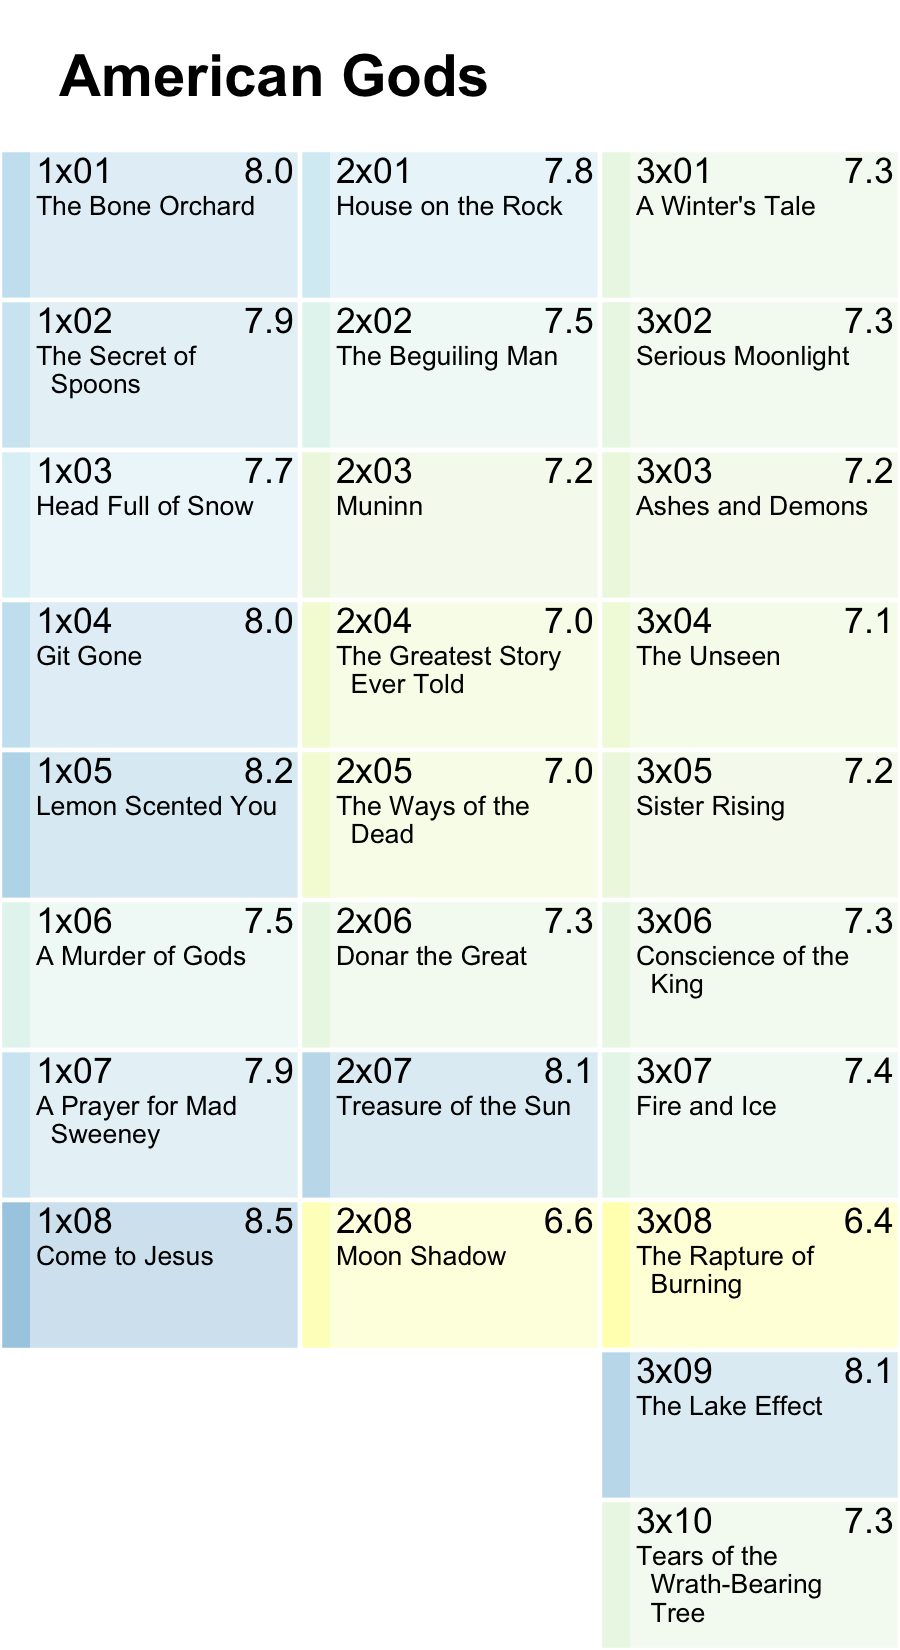 American Gods
1x01 8.0
The Bone Orchard
1x02 7.9
The Secret of
Spoons
1x03 7.7
Head Full of Snow
1x04 8.0
Git Gone
1x05 8.2
Lemon Scented You
1x06 7.5
A Murder of Gods
1x07 7.9
A Prayer for Mad
Sweeney
1x08 8.5
Come to Jesus
2x01 7.8
House on the Rock
2x02 7.5
The Beguiling Man
2x03 7.2
Muninn
2x04 7.0
The Greatest Story
Ever Told
2x05 7.0
The Ways of the
Dead
2x06 7.3
Donar the Great
2x07 8.1
Treasure of the Sun
2x08 6.6
Moon Shadow
3x01 7.3
A Winter's Tale
3x02 7.3
Serious Moonlight
3x03 7.2
Ashes and Demons
3x04 7.1
The Unseen
3x05 7.2
Sister Rising
3x06 7.3
Conscience of the
King
3x07 7.4
Fire and Ice
3x08 6.4
The Rapture of
Burning
3x09 8.1
The Lake Effect
3x10 7.3
Tears of the
Wrath-Bearing
Tree